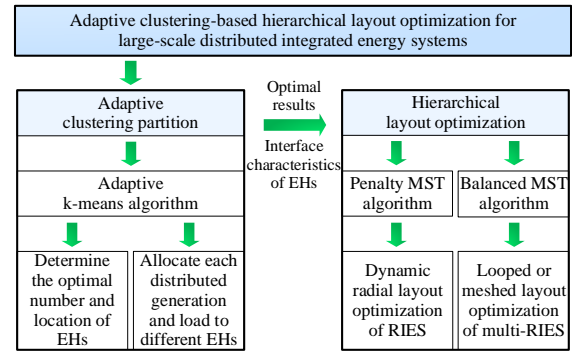 Adaptive clustering-based hierarchical layout optimization for
large-scale distributed integrated energy systems
Adaptive
clustering partition
Adaptive
k-means algorithm
Determine
the optimal
number and
location of
EHs
Allocate each
distributed
generation
and load to
different EHs
Optimal
results
Interface
characteristics
of EHs
Hierarchical
layout optimization
Penalty MST
algorithm
Balanced MST
algorithm
Dynamic
radial layout
optimization
of RIES
Looped or
meshed layout
optimization
of multi-RIES